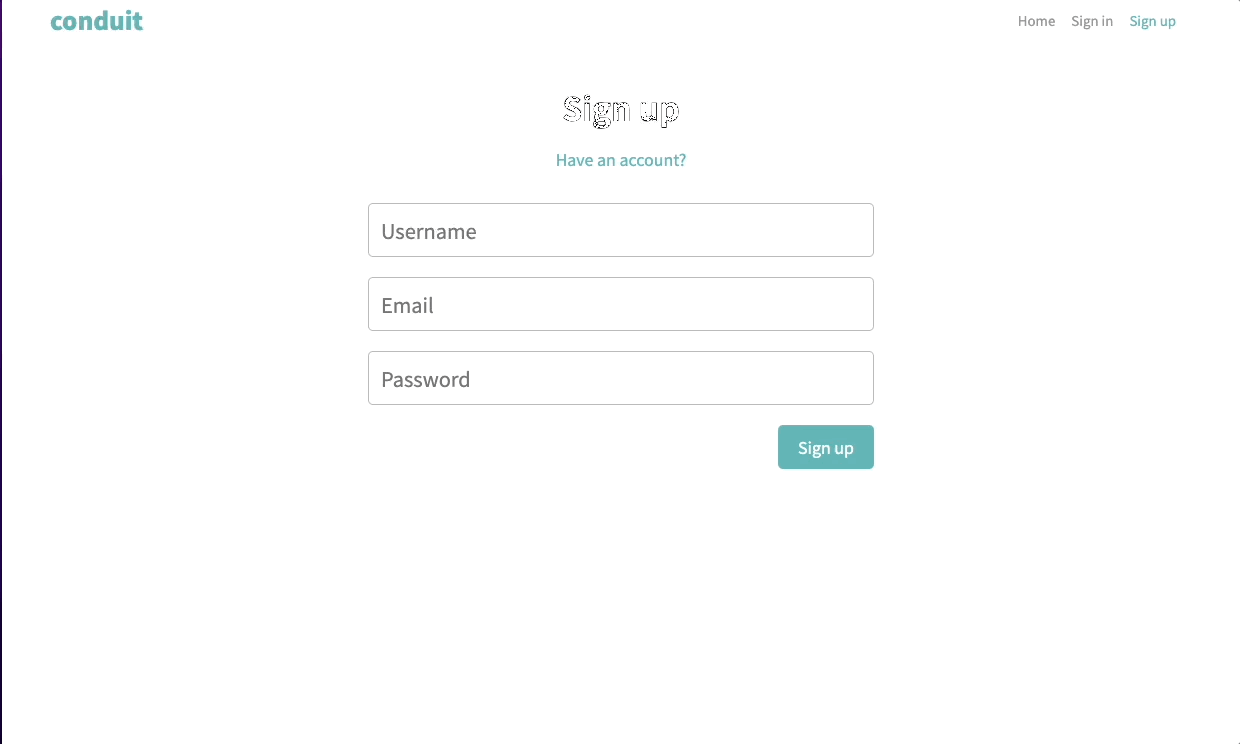 conduit
Home Sign in Sign up
Sign up
Have an account?
Username
Email
Password
Sign up